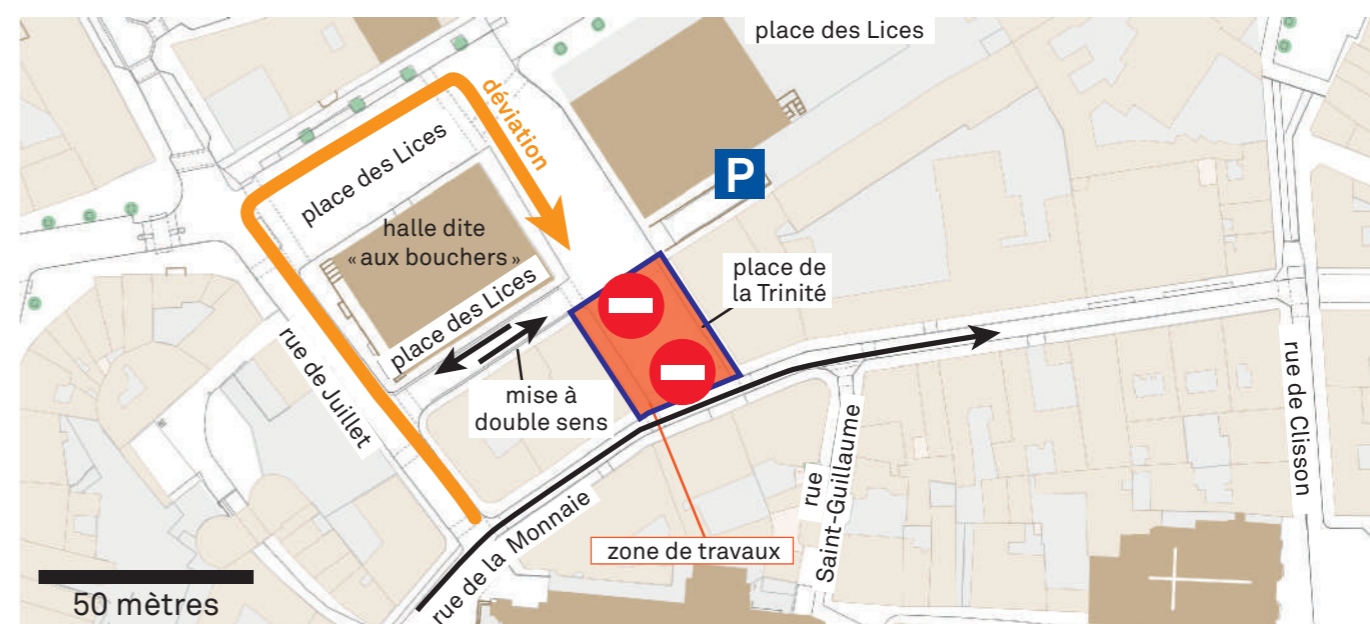 place des Lices
déviation
place des Lices
P
halle dite
« aux bouchers »
place de
la Trinité
place des Lices
rue de Juillet
mise à
double sens
rue de Clisson
rue
Saint-Guillaume
rue de la Monnaie
zone de travaux
50 mètres